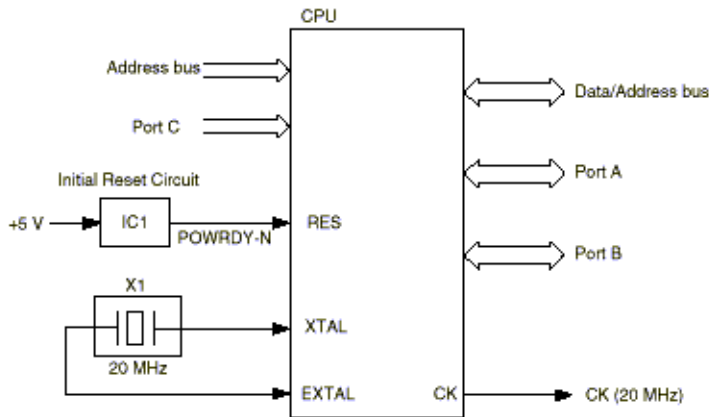 CPU
Address bus
Data/Address bus
Port C
Port A
Initial Reset Circuit
+5 V
IC1
POWRDY-N
RES
Port B
X1
XTAL
20 MHz
EXTAL
CK
CK (20 MHz)